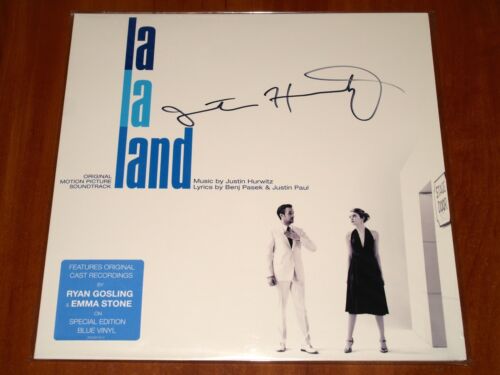 la
la
land
ORIGINAL
MOTION PICTURE
SOUNDTRACK
Music by Justin Hurwitz
Lyrics by Benj Pasek & Justin Paul
STAGE
DOOR
FEATURES ORIGINAL
CAST RECORDINGS
BY
RYAN GOSLING
& EMMA STONE
ON
SPECIAL EDITION
BLUE VINYL